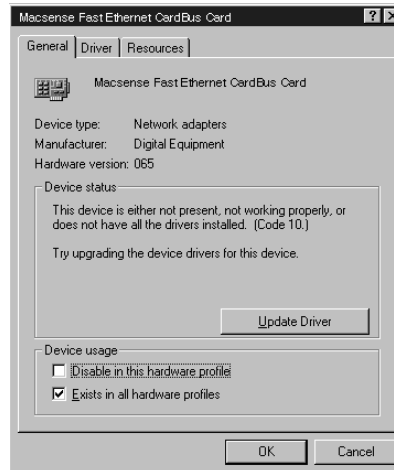 Macsense Fast Ethernet CardBus Card
General Driver Resources
Macsense Fast Ethernet CardBus Card
Device type: Network adapters
Manufacturer: Digital Equipment
Hardware version: 065
Device status
This device is either not present, not working properly, or
does not have all the drivers installed. (Code 10.)
Try upgrading the device drivers for this device.
Update Driver
Device usage
Disable in this hardware profile
Exists in all hardware profiles
OK Cancel